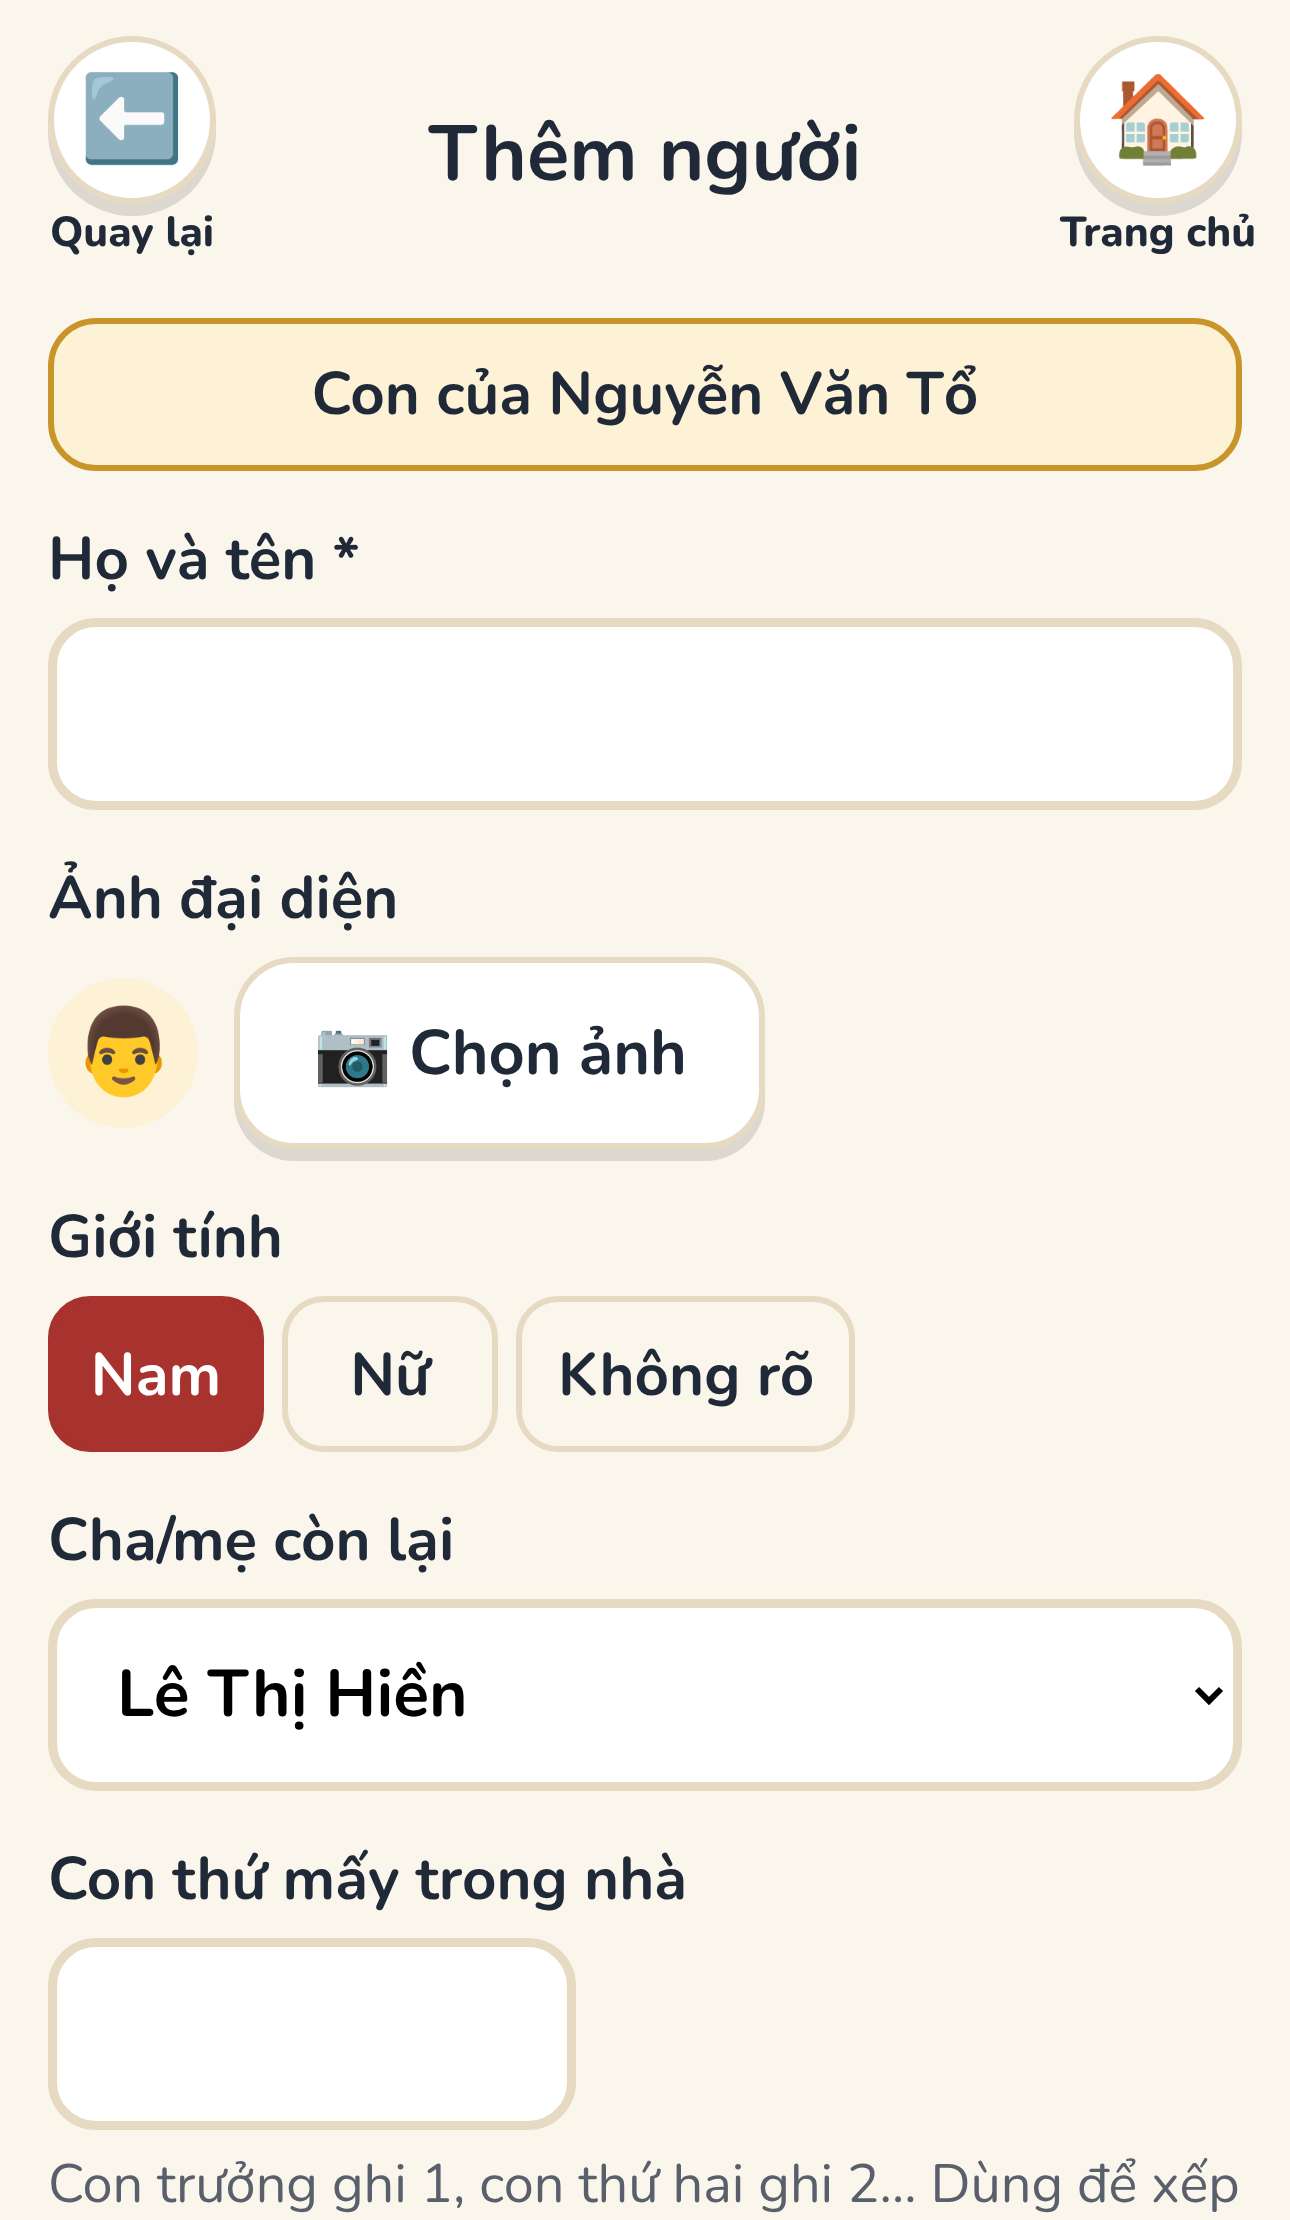 Thêm người
Quay lại
Trang chủ
Con của Nguyễn Văn Tổ
Họ và tên *
Ảnh đại diện
Chọn ảnh
Giới tính
Nam
Nữ
Không rõ
Cha/mẹ còn lại
Lê Thị Hiền
Con thứ mấy trong nhà
Con trưởng ghi 1, con thứ hai ghi 2... Dùng để xếp